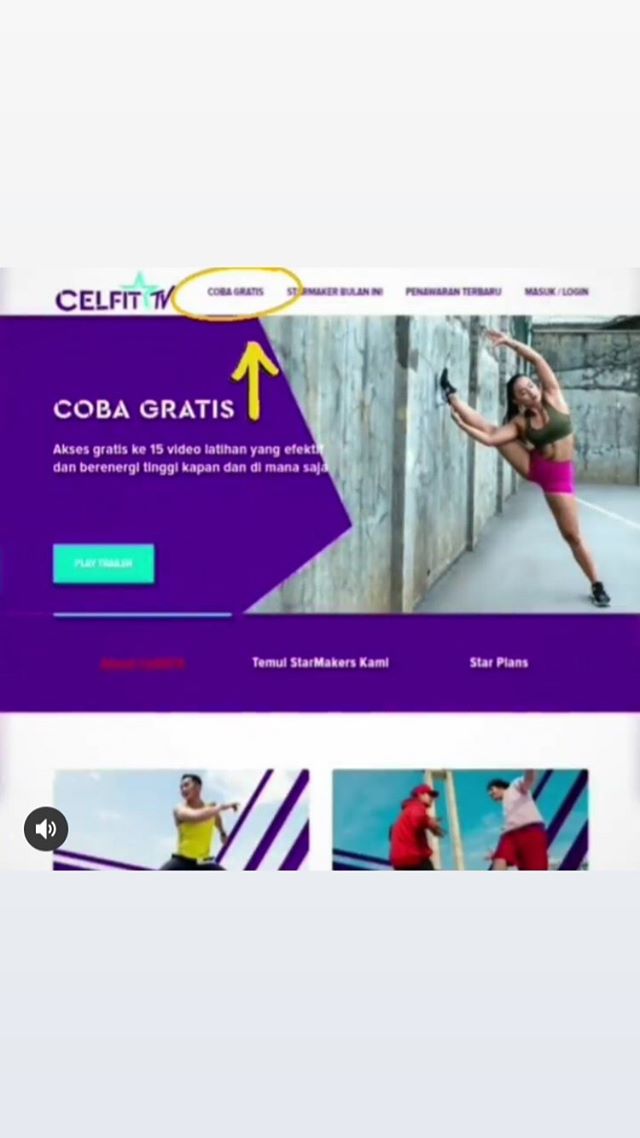 CELFIT TV
COBA GRATIS
STARMAKER BULAN INI
PENAWARAN TERBARU
MASUK / LOGIN
COBA GRATIS
Akses gratis ke 15 video latihan yang efektif
dan berenergi tinggi kapan dan di mana saja
PLAY TRAILER
Temui StarMakers Kami
Star Plans